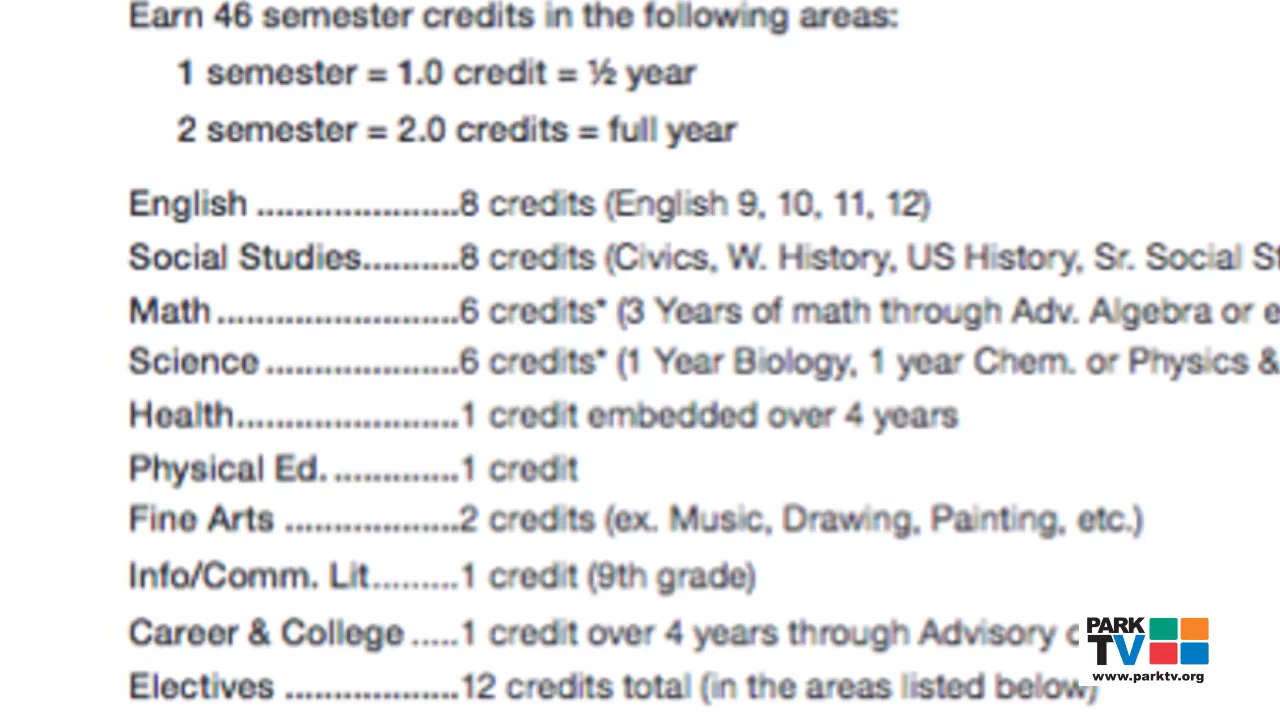 Earn 46 semester credits in the following areas:
1 semester = 1.0 credit = ½ year
2 semester = 2.0 credits = full year
English .....................8 credits (English 9, 10, 11, 12)
Social Studies..........8 credits (Civics, W. History, US History, Sr. Social
Math.........................6 credits* (3 Years of math through Adv. Algebra or
Science ....................6 credits* (1 Year Biology, 1 year Chem. or Physics &
Health.......................1 credit embedded over 4 years
Physical Ed. .............1 credit
Fine Arts ..................2 credits (ex. Music, Drawing, Painting, etc.)
Info/Comm. Lit.........1 credit (9th grade)
Career & College .....1 credit over 4 years through Advisory
Electives ..................12 credits total (in the areas listed below)
PARK
TV
www.parktv.org